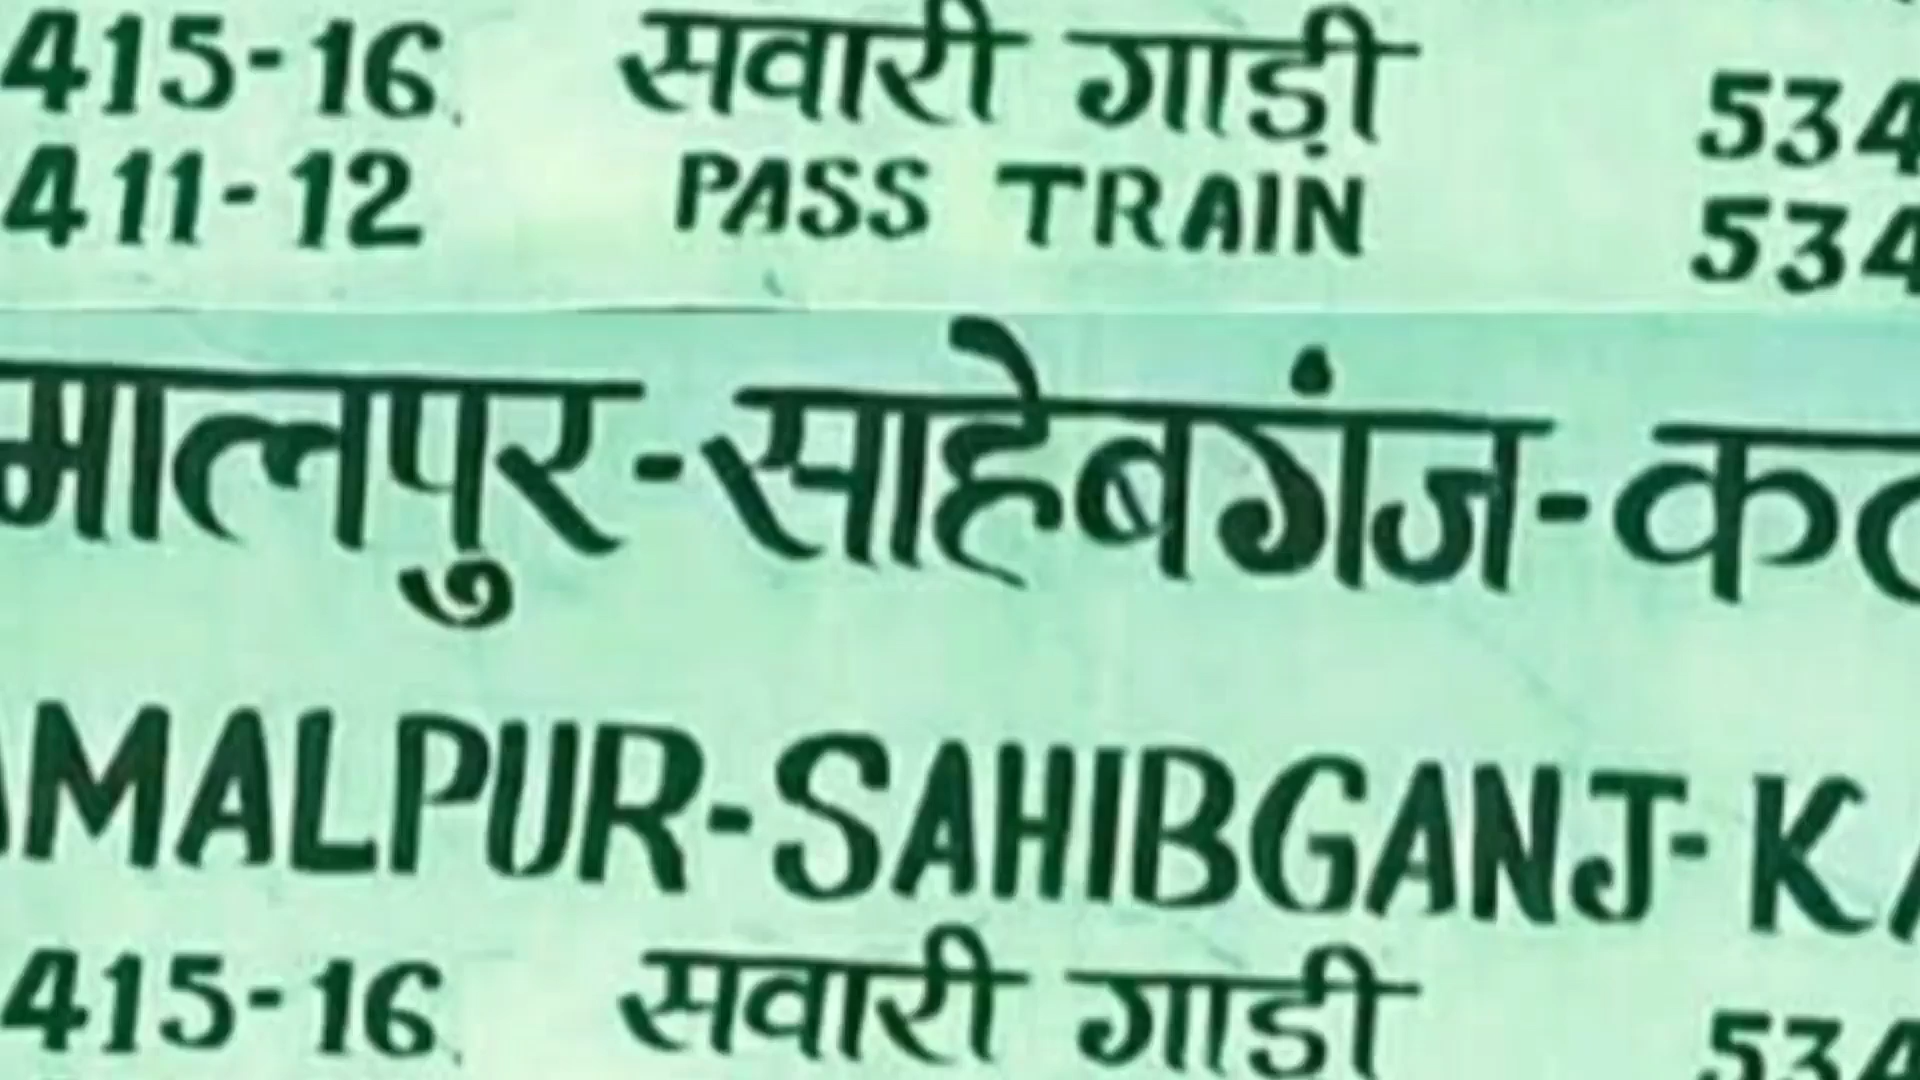 415-16 सवारी गाड़ी 534
411-12 PASS TRAIN 534
मालपुर-साहेबगंज-क
MALPUR-SAHIBGANJ-K
415-16 सवारी गाड़ी 534